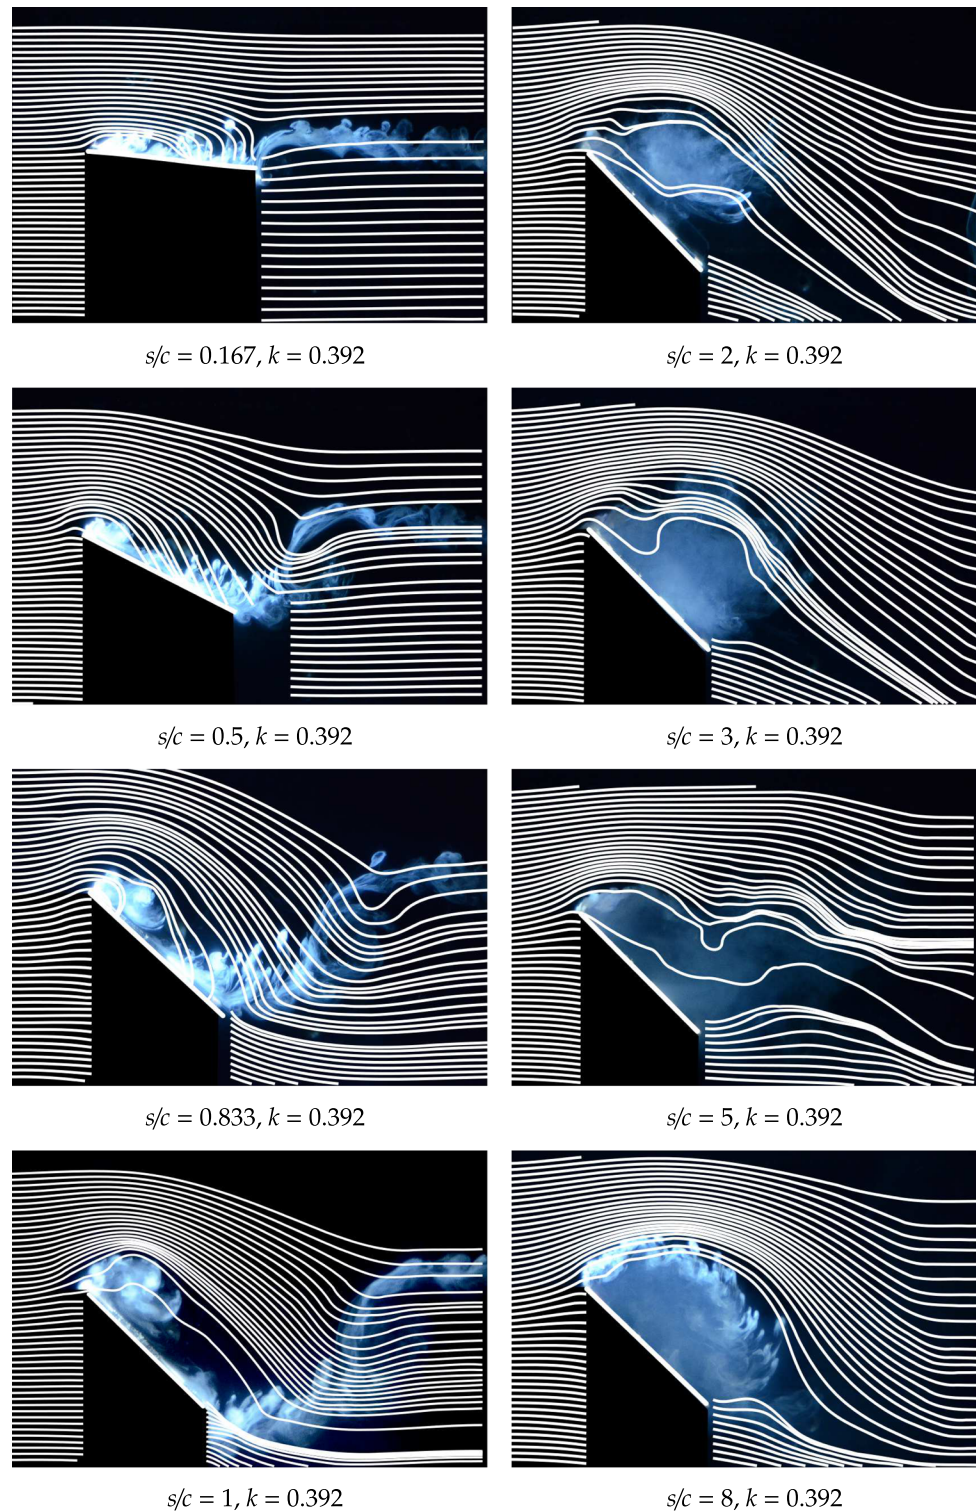 s/c = 0.167, k = 0.392
s/c = 2, k = 0.392
s/c = 0.5, k = 0.392
s/c = 3, k = 0.392
s/c = 0.833, k = 0.392
s/c = 5, k = 0.392
s/c = 1, k = 0.392
s/c = 8, k = 0.392